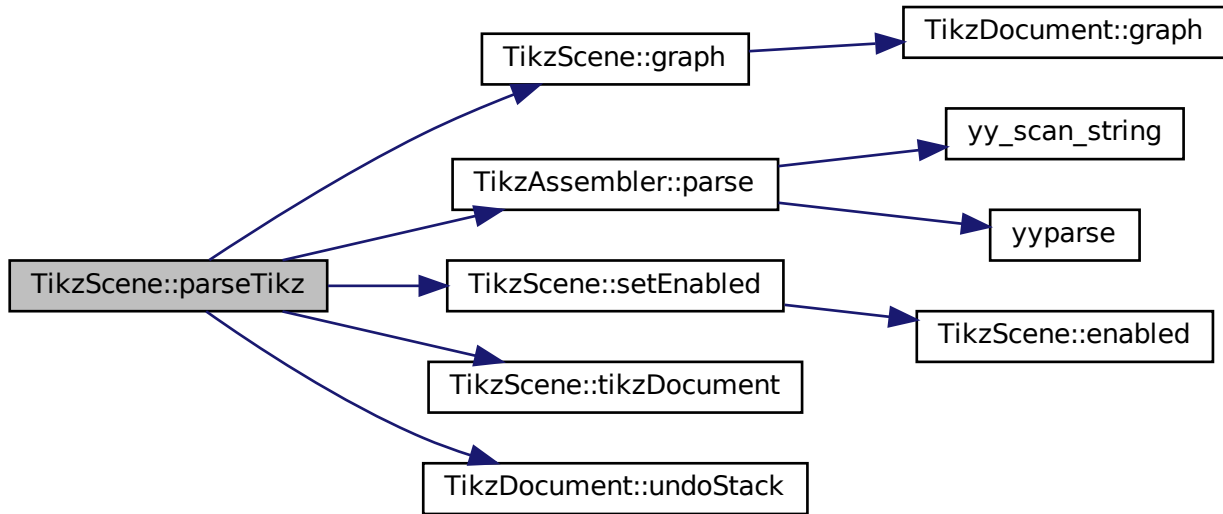 TikzScene::parseTikz
TikzScene::graph
TikzDocument::graph
TikzAssembler::parse
yy_scan_string
yyparse
TikzScene::setEnabled
TikzScene::enabled
TikzScene::tikzDocument
TikzDocument::undoStack